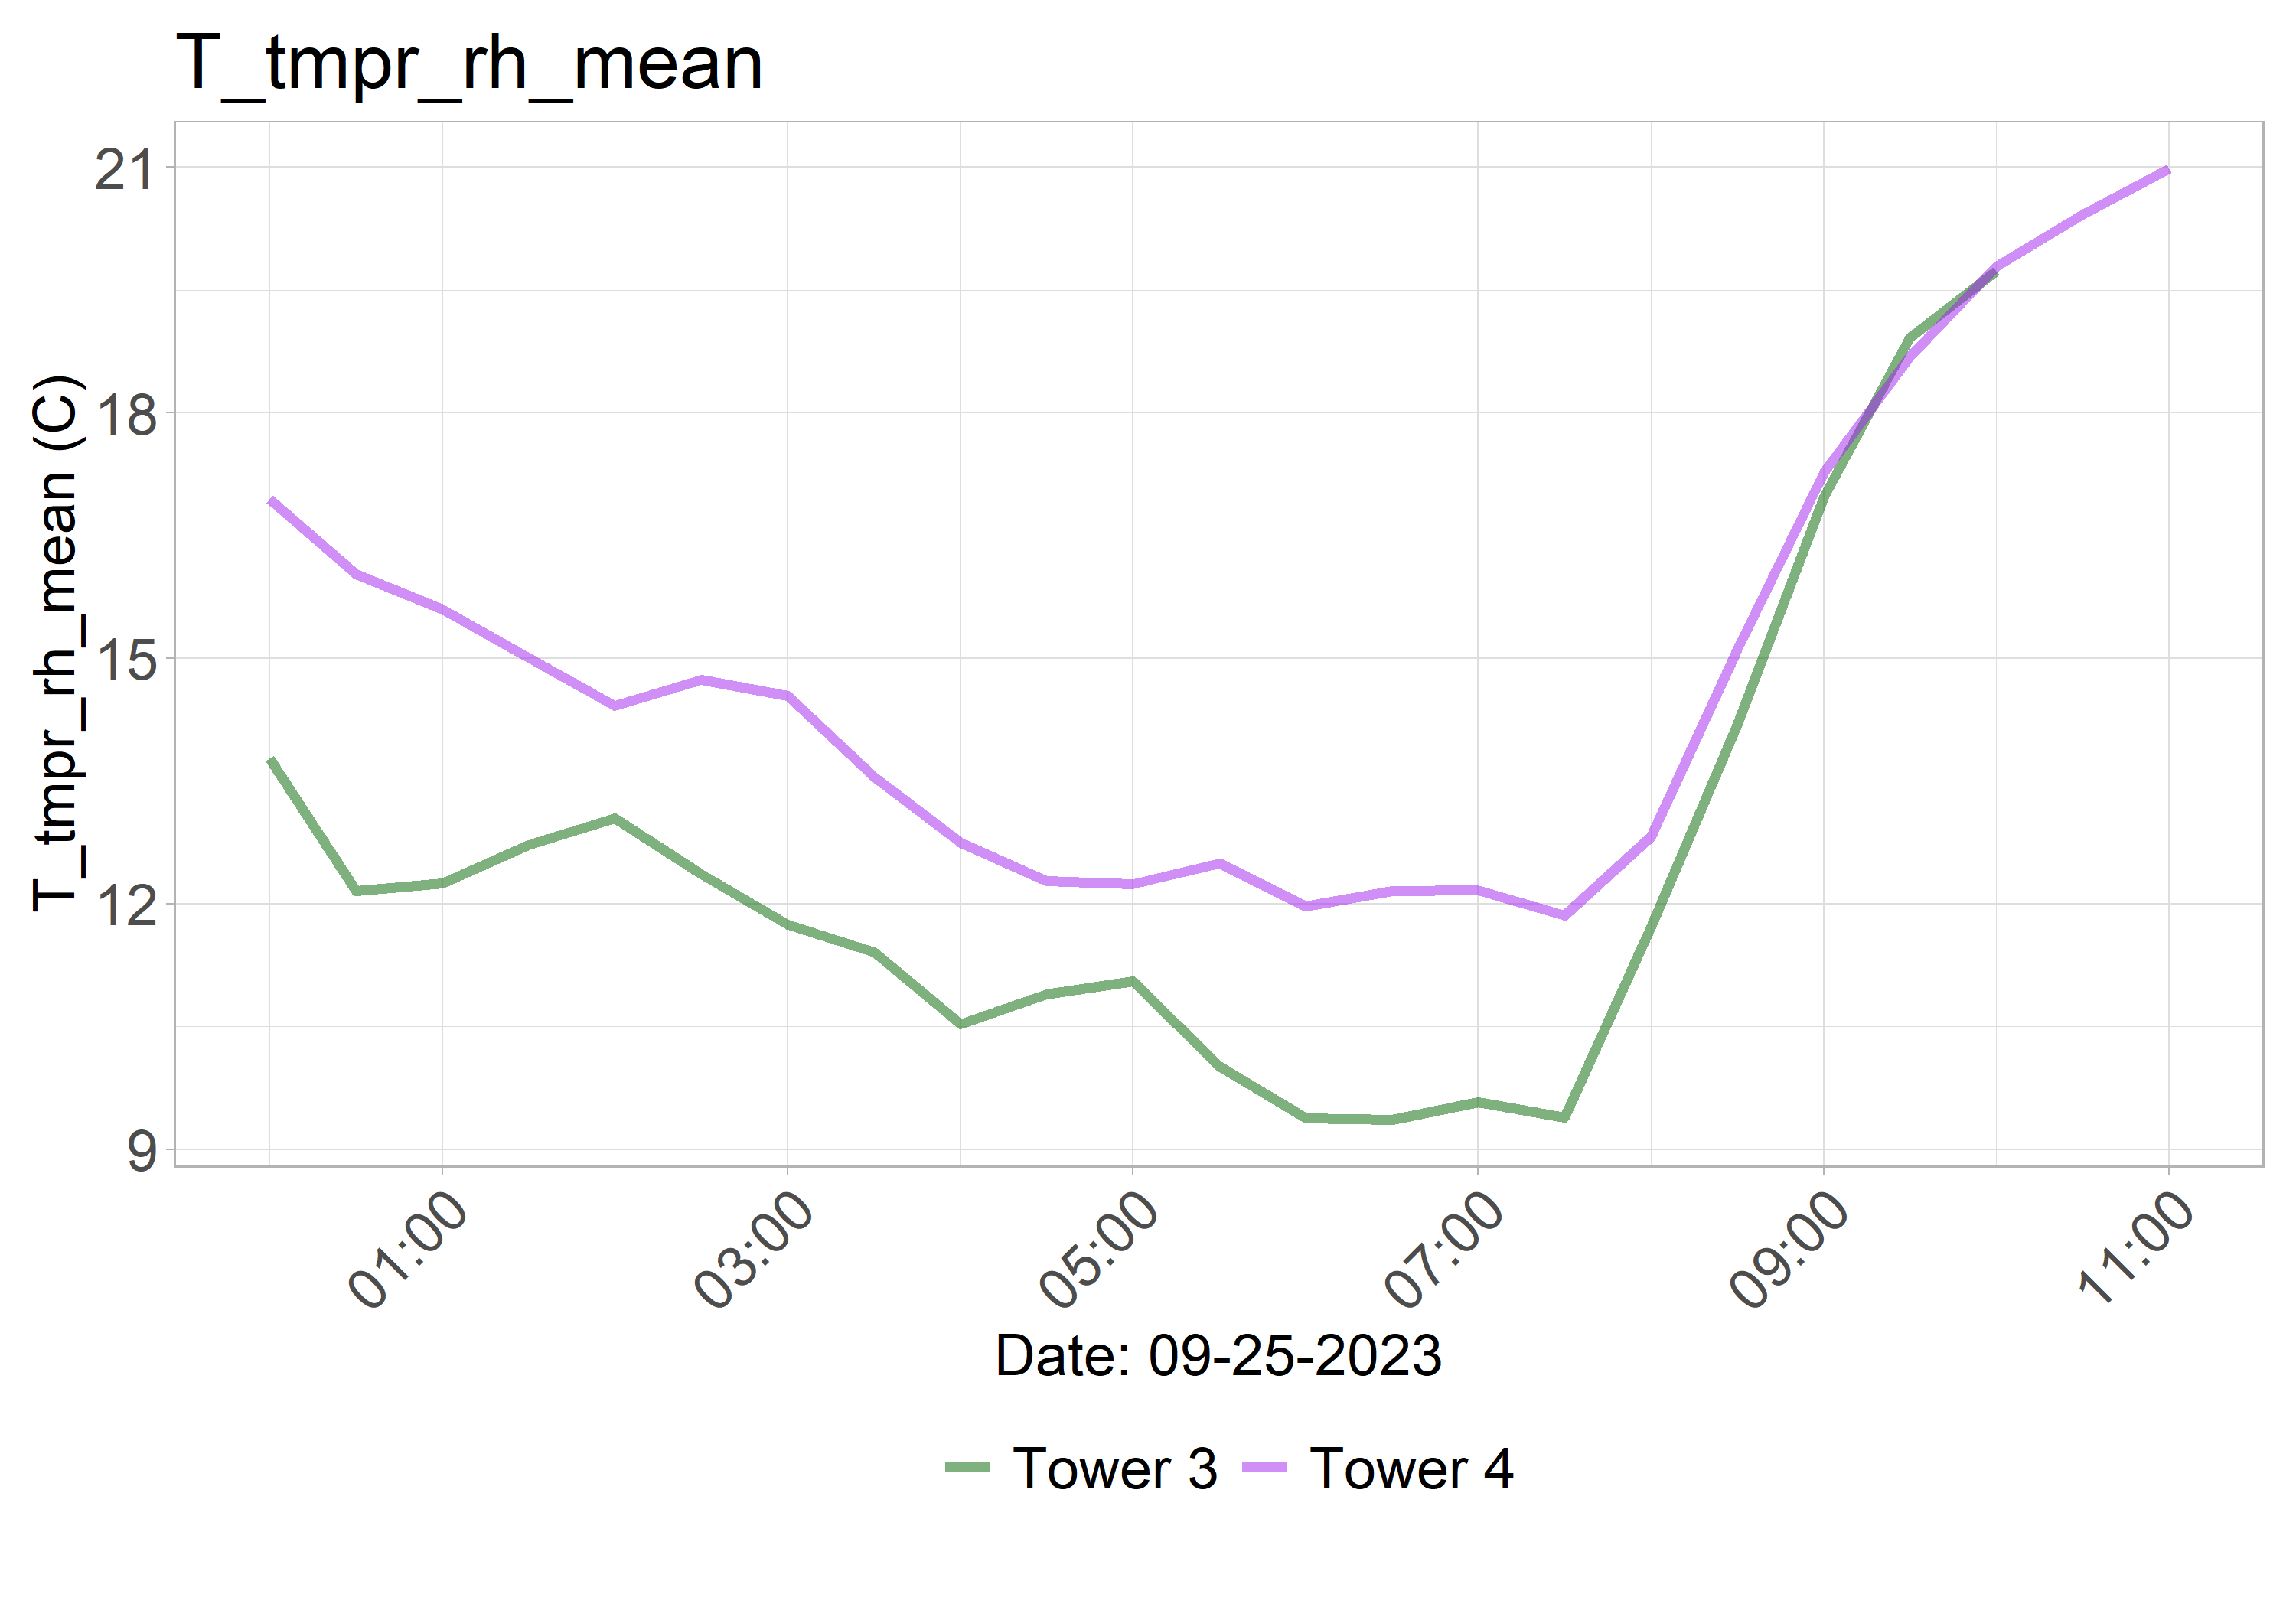 T_tmpr_rh_mean
T_tmpr_rh_mean (C)
21
18
15
12
9
01:00 03:00 05:00 07:00 09:00 11:00
Date: 09-25-2023
Tower 3 Tower 4